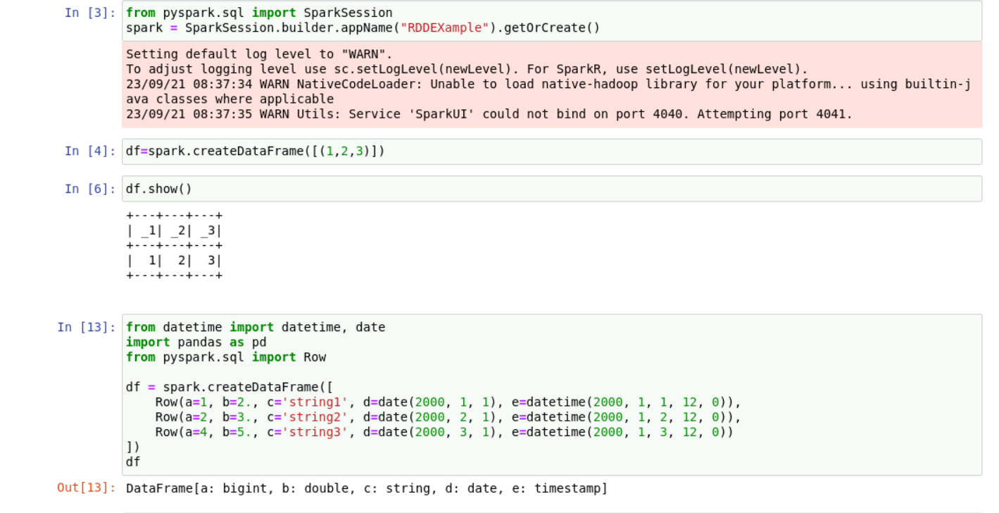 In [3]: from pyspark.sql import SparkSession
spark = SparkSession.builder.appName("RDDEXample").getOrCreate()
Setting default log level to "WARN".
To adjust logging level use sc.setLogLevel(newLevel). For SparkR, use setLogLevel(newLevel).
23/09/21 08:37:34 WARN NativeCodeLoader: Unable to load native-hadoop library for your platform... using builtin-j
ava classes where applicable
23/09/21 08:37:35 WARN Utils: Service 'SparkUI' could not bind on port 4040. Attempting port 4041.
In [4]: df=spark.createDataFrame([(1,2,3)])
In [6]: df.show()
+---+---+---+
| _1| _2| _3|
+---+---+---+
|  1|  2|  3|
+---+---+---+
In [13]: from datetime import datetime, date
import pandas as pd
from pyspark.sql import Row
df = spark.createDataFrame([
    Row(a=1, b=2., c='string1', d=date(2000, 1, 1), e=datetime(2000, 1, 1, 12, 0)),
    Row(a=2, b=3., c='string2', d=date(2000, 2, 1), e=datetime(2000, 1, 2, 12, 0)),
    Row(a=4, b=5., c='string3', d=date(2000, 3, 1), e=datetime(2000, 1, 3, 12, 0))
])
df
Out[13]: DataFrame[a: bigint, b: double, c: string, d: date, e: timestamp]